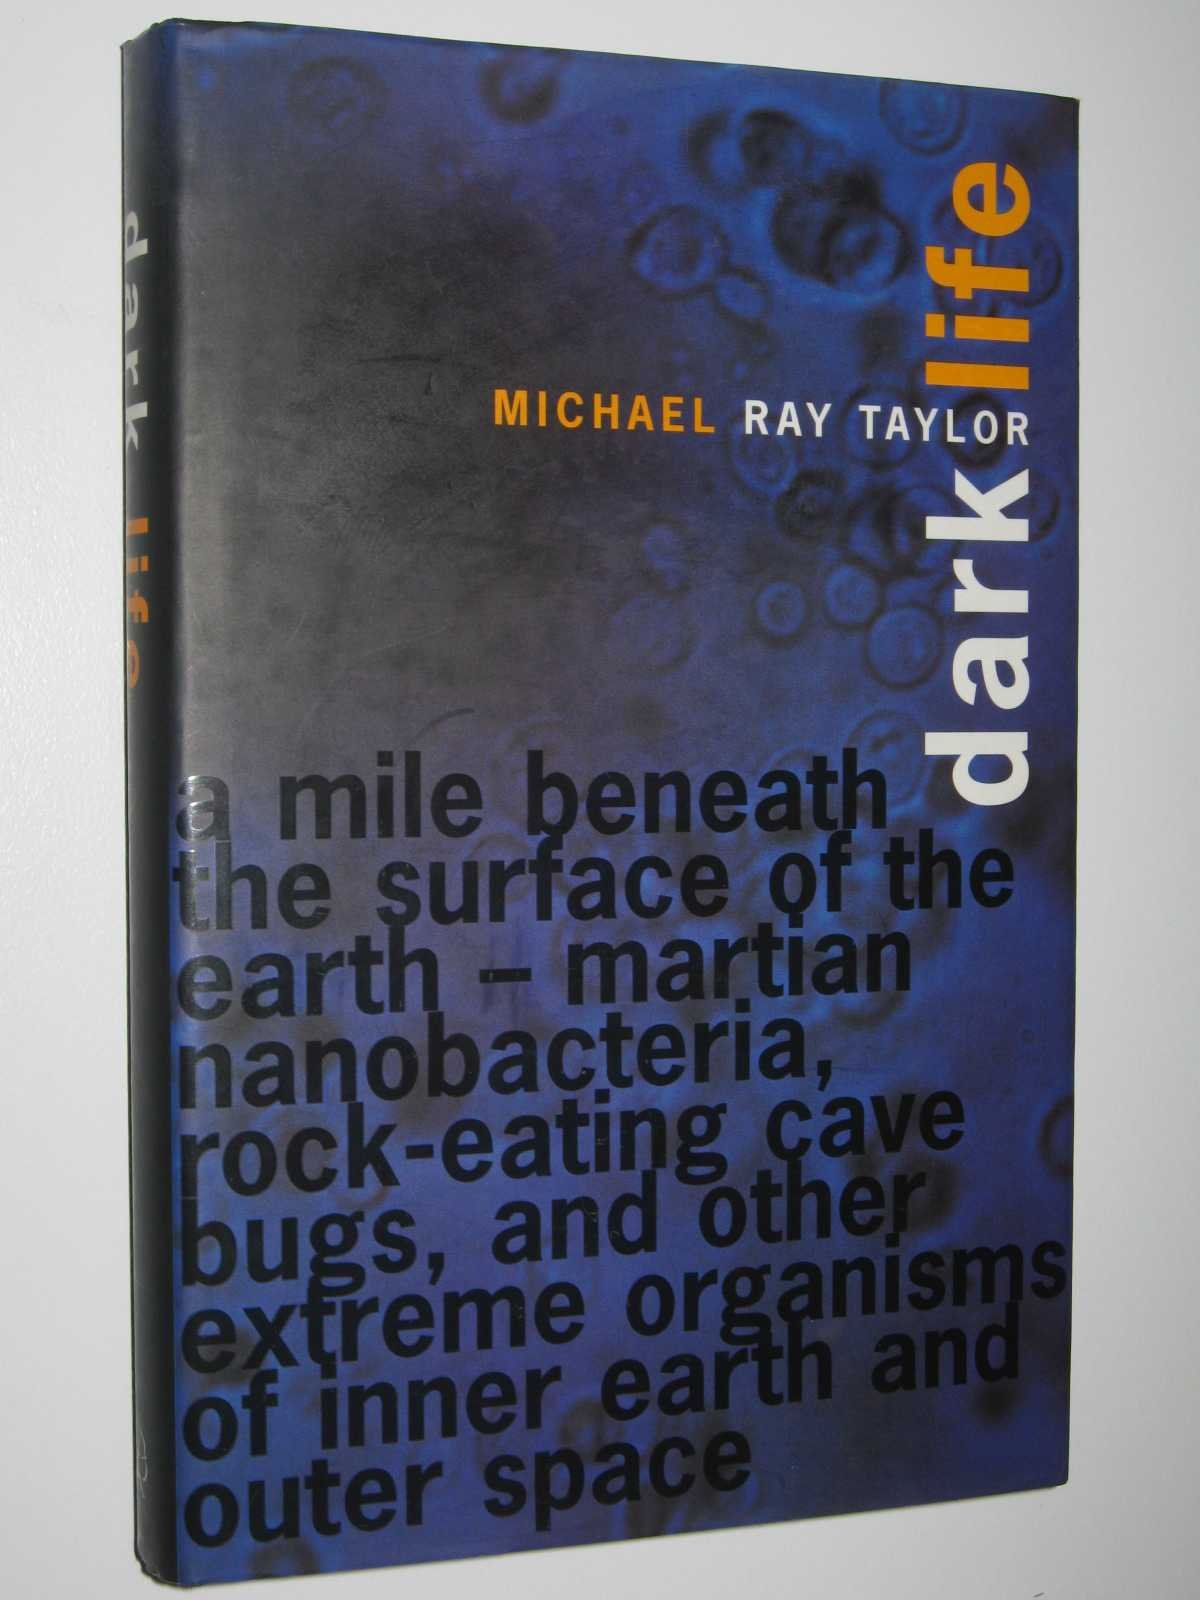 dark life
MICHAEL RAY TAYLOR
dark life
a mile beneath
the surface of the
earth – martian
nanobacteria,
rock-eating cave
bugs, and other
extreme organisms
of inner earth and
outer space